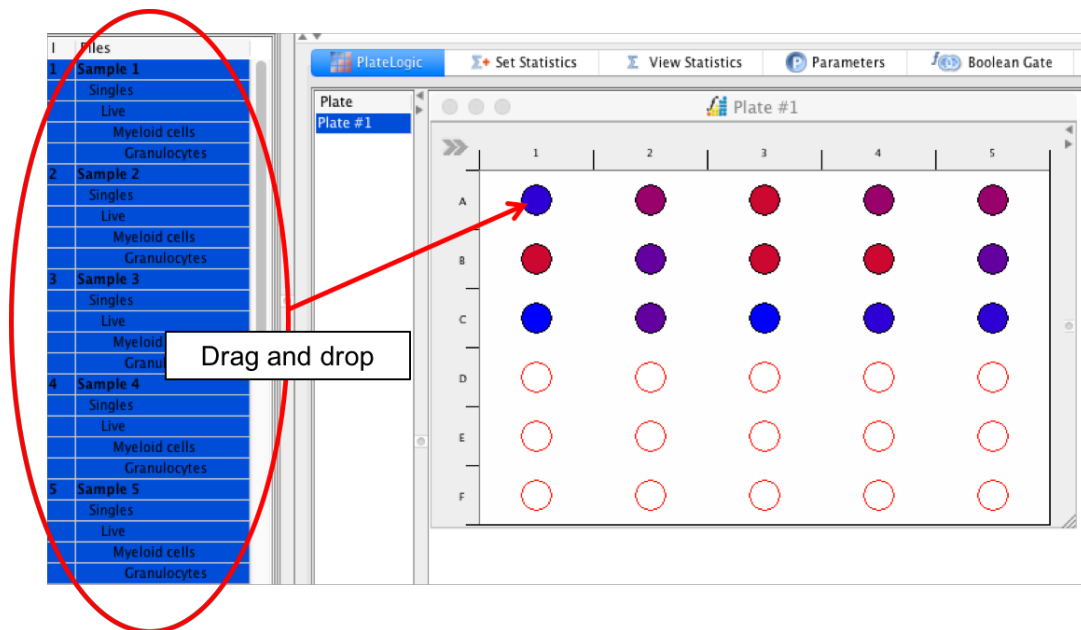 I Files
1 Sample 1
Singles
Live
Myeloid cells
Granulocytes
2 Sample 2
Singles
Live
Myeloid cells
Granulocytes
3 Sample 3
Singles
Live
4 Sample 4
Singles
Live
Myeloid cells
Granulocytes
5 Sample 5
Singles
Live
Myeloid cells
Granulocytes
Drag and drop
PlateLogic Σ+ Set Statistics Σ View Statistics P Parameters Boolean Gate
Plate
Plate #1
Plate #1
1 2 3 4 5
A
B
C
D
E
F